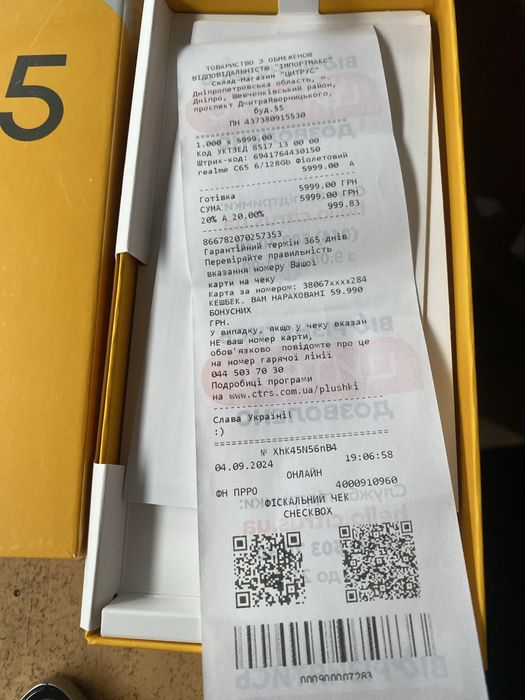 5
ТОВАРИСТВО З ОБМЕЖЕНОЮ
ВІДПОВІДАЛЬНІСТЮ "ІМПОРТМАКС"
Склад-Магазин "ЦИТРУС"
Дніпропетровська область, м.
Дніпро, Шевченківський район,
проспект ДмитраЯворницького,
буд.55
ПН 437380915530
1.000 x 5999.00
Код УКТЗЕД 8517 13 00 00
Штрих-код: 6941764430150
realme C65 6/128Gb Фіолетовий
5999.00 А
Готівка 5999.00 ГРН
СУМА 5999.00 ГРН
20% А 20.00% 999.83
866782070257353
Гарантійний термін 365 днів
Перевіряйте правильність
вказання номеру Вашої
карти на чеку
Карта за номером: 38067xxxx284
КЕШБЕК. ВАМ НАРАХОВАНІ 59.990
БОНУСНИХ
ГРН.
У випадку, якщо у чеку вказан
НЕ ваш номер карти,
обов'язково повідомте про це
на номер гарячої лінії
044 503 70 30
Подробиці програми
на www.ctrs.com.ua/plushki
Слава Україні!
:)
№ Xhk45N56nB4
04.09.2024 19:06:58
ОНЛАЙН
ФН ПРРО 4000910960
ФІСКАЛЬНИЙ ЧЕК
CHECKBOX
000900007283